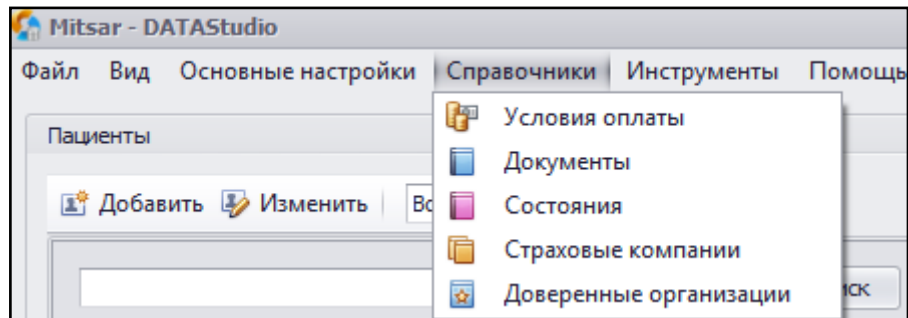 Mitsar - DATAStudio
Файл Вид Основные настройки Справочники Инструменты Помощь
Условия оплаты
Пациенты
Документы
Добавить Изменить
Состояния
Страховые компании
Доверенные организации